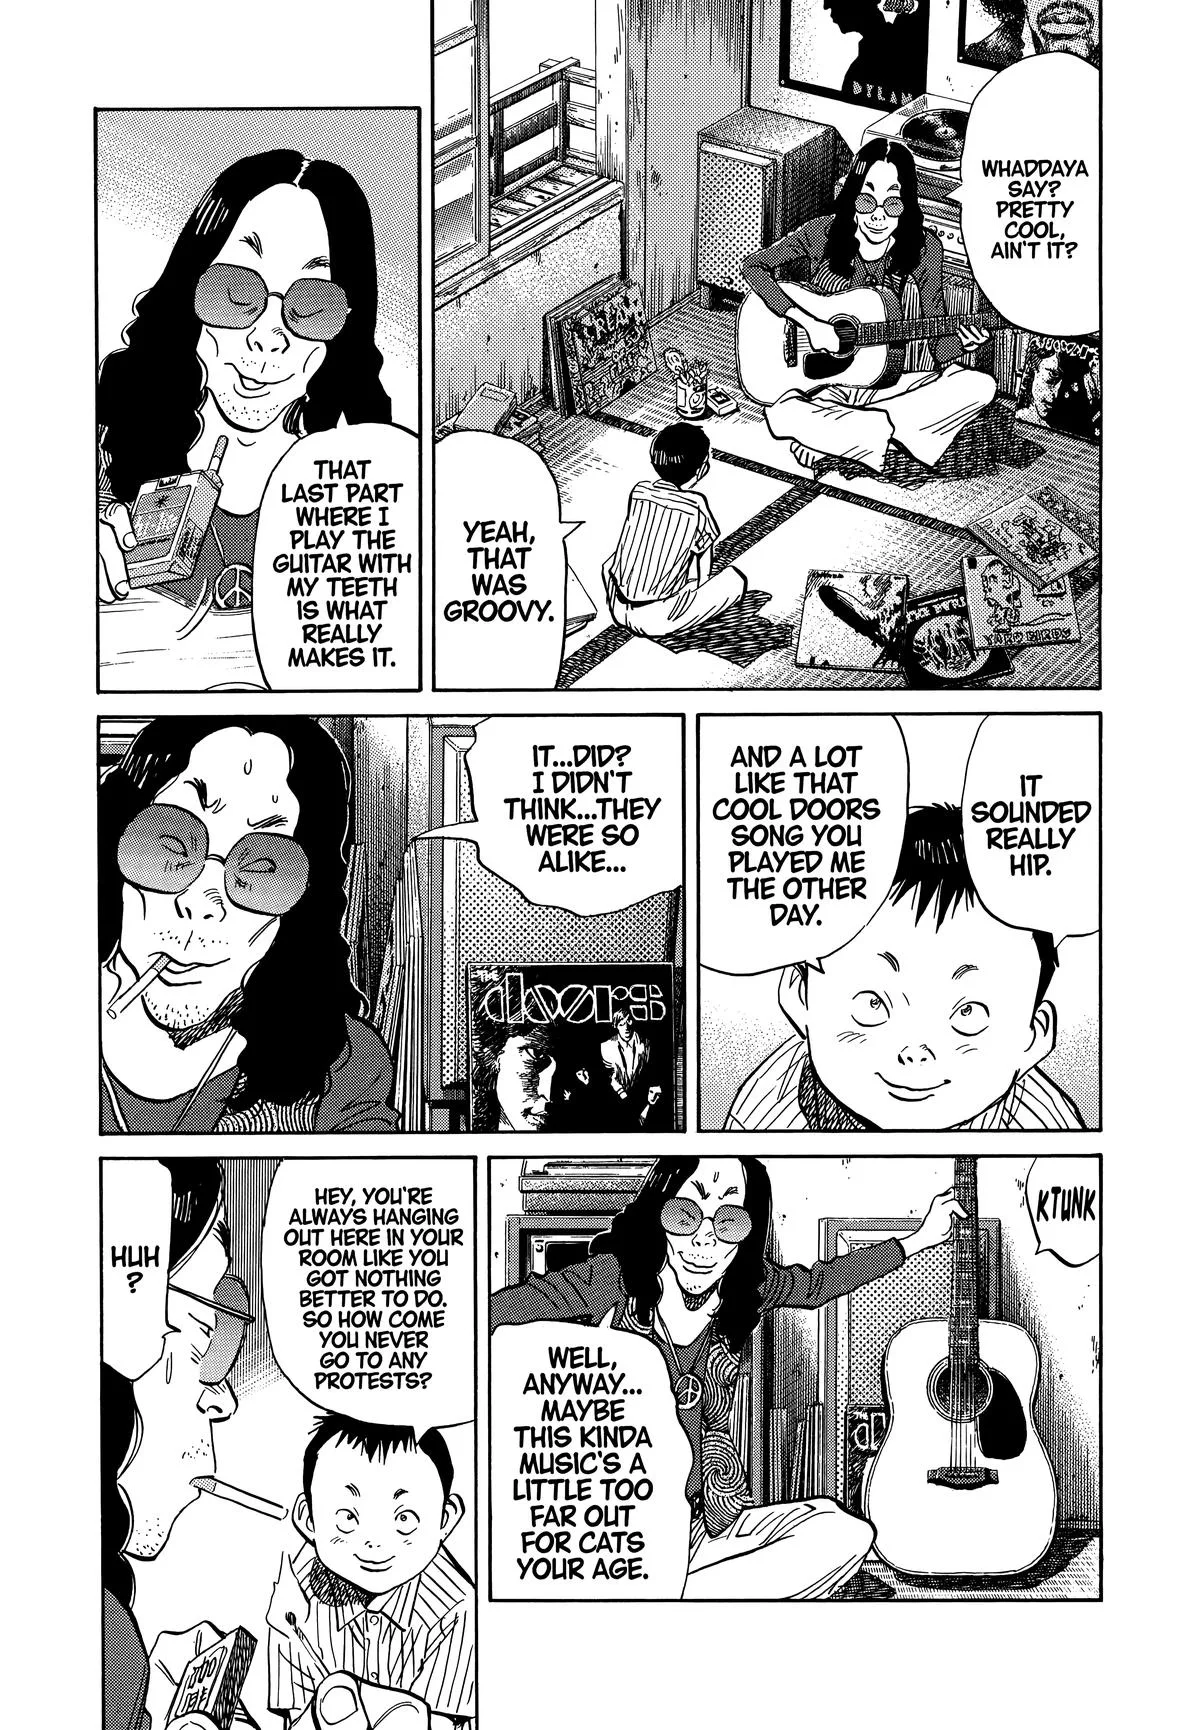 DYLAN
WHADDAYA
SAY?
PRETTY
COOL,
AIN'T IT?
CREAM
YARDBIRDS
YEAH,
THAT
WAS
GROOVY.
THAT
LAST PART
WHERE I
PLAY THE
GUITAR WITH
MY TEETH
IS WHAT
REALLY
MAKES IT.
IT
SOUNDED
REALLY
HIP.
AND A LOT
LIKE THAT
COOL DOORS
SONG YOU
PLAYED ME
THE OTHER
DAY.
IT...DID?
I DIDN'T
THINK...THEY
WERE SO
ALIKE...
THE
doors
KTUNK
WELL,
ANYWAY...
MAYBE
THIS KINDA
MUSIC'S A
LITTLE TOO
FAR OUT
FOR CATS
YOUR AGE.
HEY, YOU'RE
ALWAYS HANGING
OUT HERE IN YOUR
ROOM LIKE YOU
GOT NOTHING
BETTER TO DO.
SO HOW COME
YOU NEVER
GO TO ANY
PROTESTS?
HUH
?